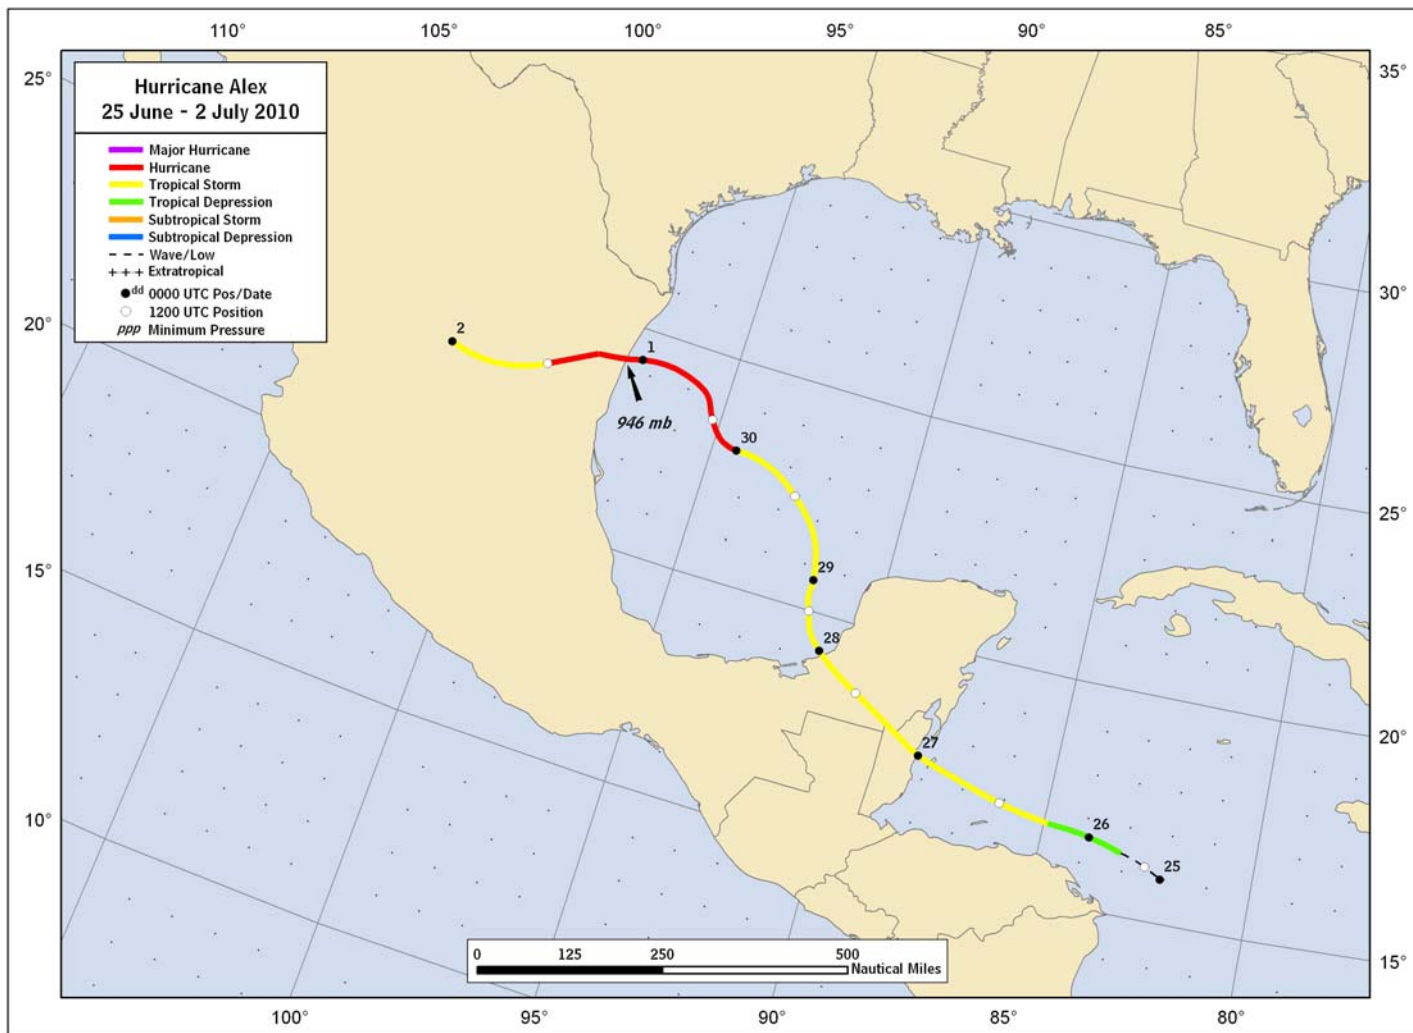 110° 105° 100° 95° 90° 85°
25°
35°
Hurricane Alex
25 June - 2 July 2010
Major Hurricane
Hurricane
Tropical Storm
Tropical Depression
Subtropical Storm
Subtropical Depression
Wave/Low
+++ Extratropical
dd 0000 UTC Pos/Date
1200 UTC Position
ppp Minimum Pressure
30°
20°
2
1
946 mb
30
25°
15°
29
28
20°
27
10°
26
25
0 125 250 500
Nautical Miles
15°
100° 95° 90° 85° 80°